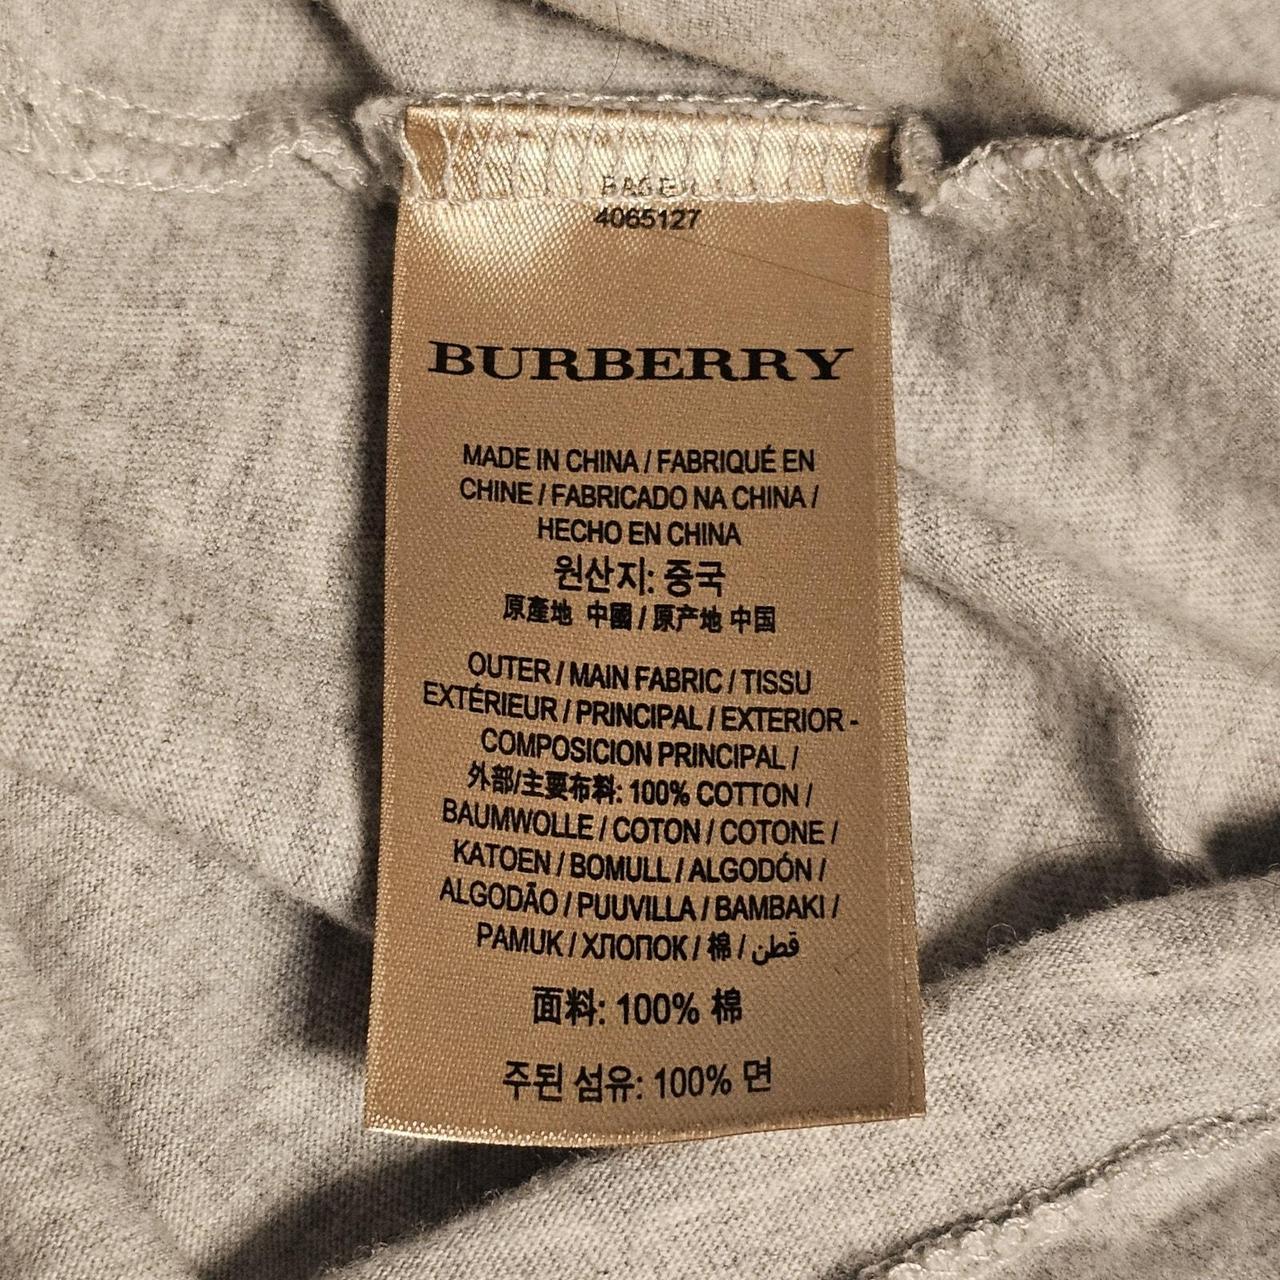 4065127
BURBERRY
MADE IN CHINA / FABRIQUÉ EN
CHINE / FABRICADO NA CHINA /
HECHO EN CHINA
원산지: 중국
原產地 中國 / 原产地 中国
OUTER / MAIN FABRIC / TISSU
EXTÉRIEUR / PRINCIPAL / EXTERIOR -
COMPOSICION PRINCIPAL /
外部/主要布料: 100% COTTON /
BAUMWOLLE / COTON / COTONE /
KATOEN / BOMULL / ALGODÓN /
ALGODÃO / PUUVILLA / BAMBAKI /
PAMUK / ХЛОПОК / 棉 / قطن
面料: 100% 棉
주된 섬유: 100% 면